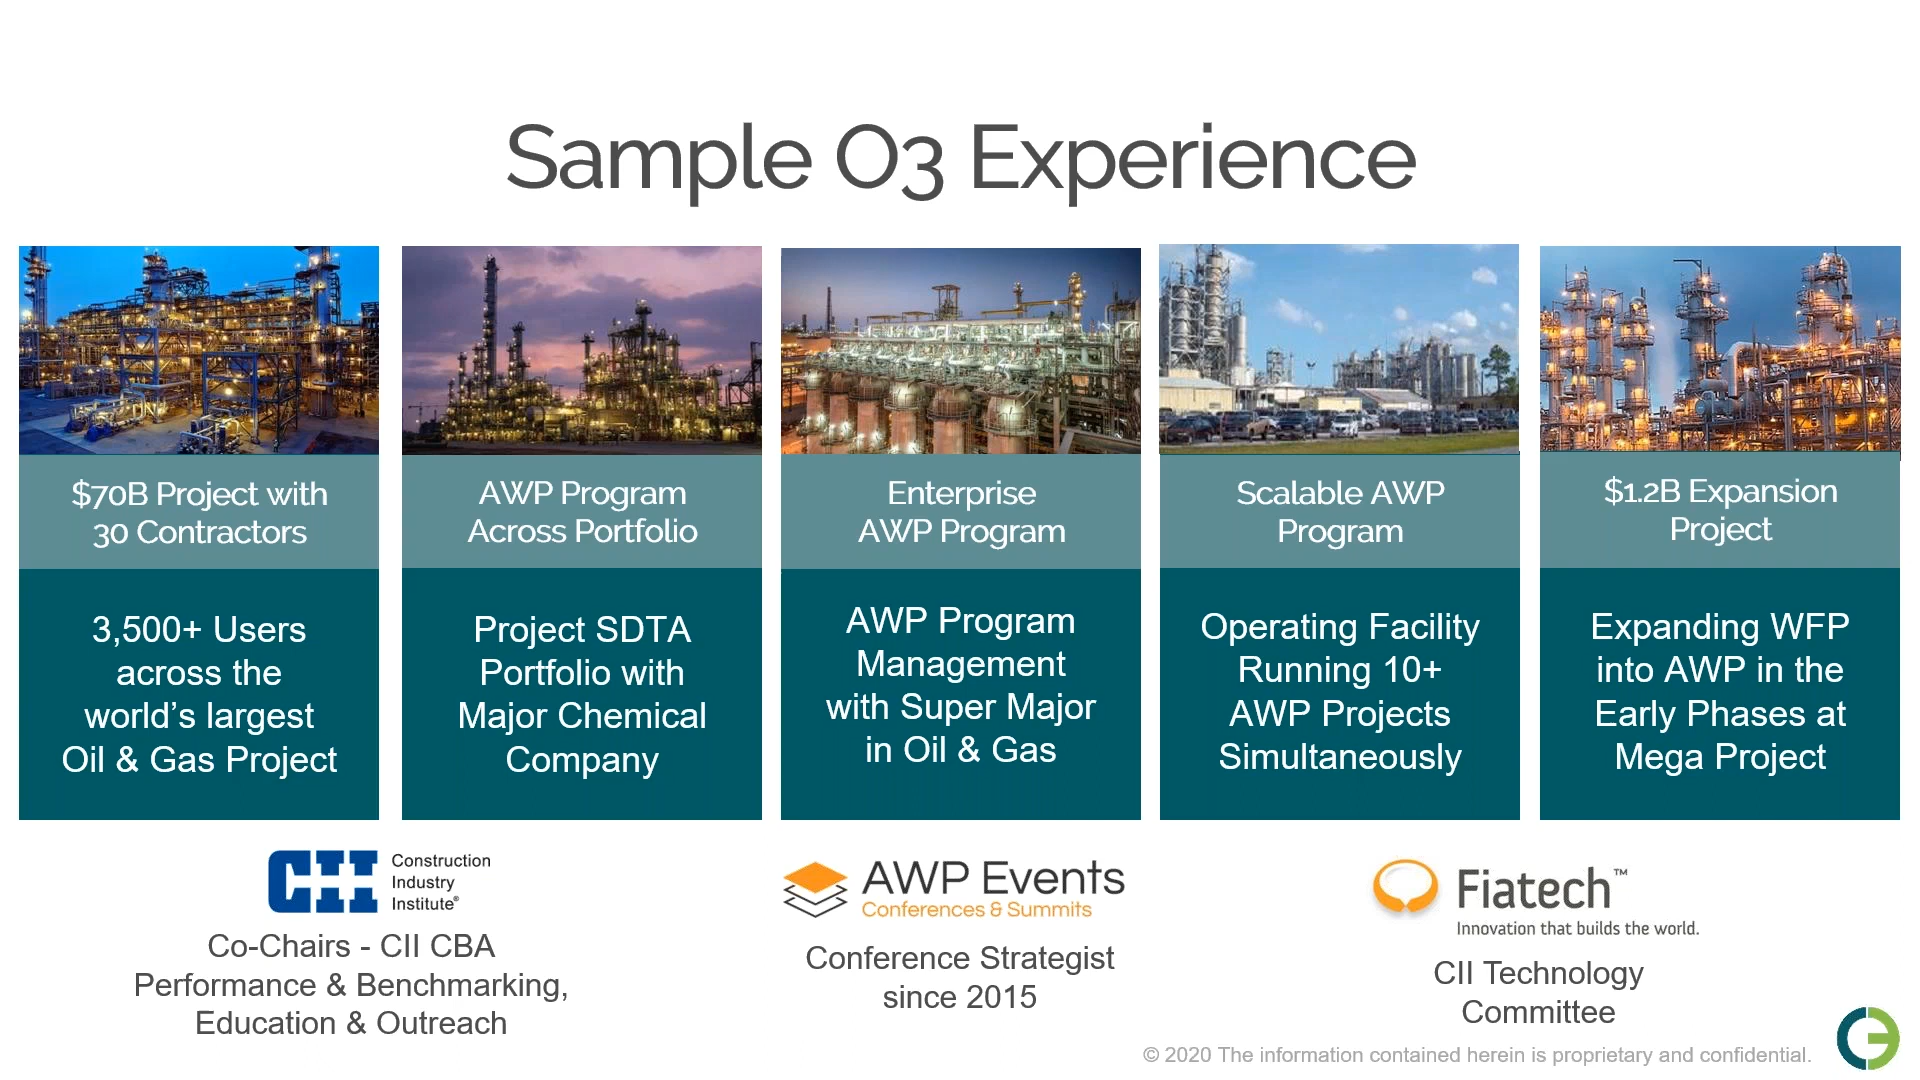 Sample O3 Experience
$70B Project with
30 Contractors
3,500+ Users
across the
world’s largest
Oil & Gas Project
AWP Program
Across Portfolio
Project SDTA
Portfolio with
Major Chemical
Company
Enterprise
AWP Program
AWP Program
Management
with Super Major
in Oil & Gas
Scalable AWP
Program
Operating Facility
Running 10+
AWP Projects
Simultaneously
$1.2B Expansion
Project
Expanding WFP
into AWP in the
Early Phases at
Mega Project
CII
Construction
Industry
Institute®
Co-Chairs - CII CBA
Performance & Benchmarking,
Education & Outreach
AWP Events
Conferences & Summits
Conference Strategist
since 2015
Fiatech™
Innovation that builds the world.
CII Technology
Committee
© 2020 The information contained herein is proprietary and confidential.